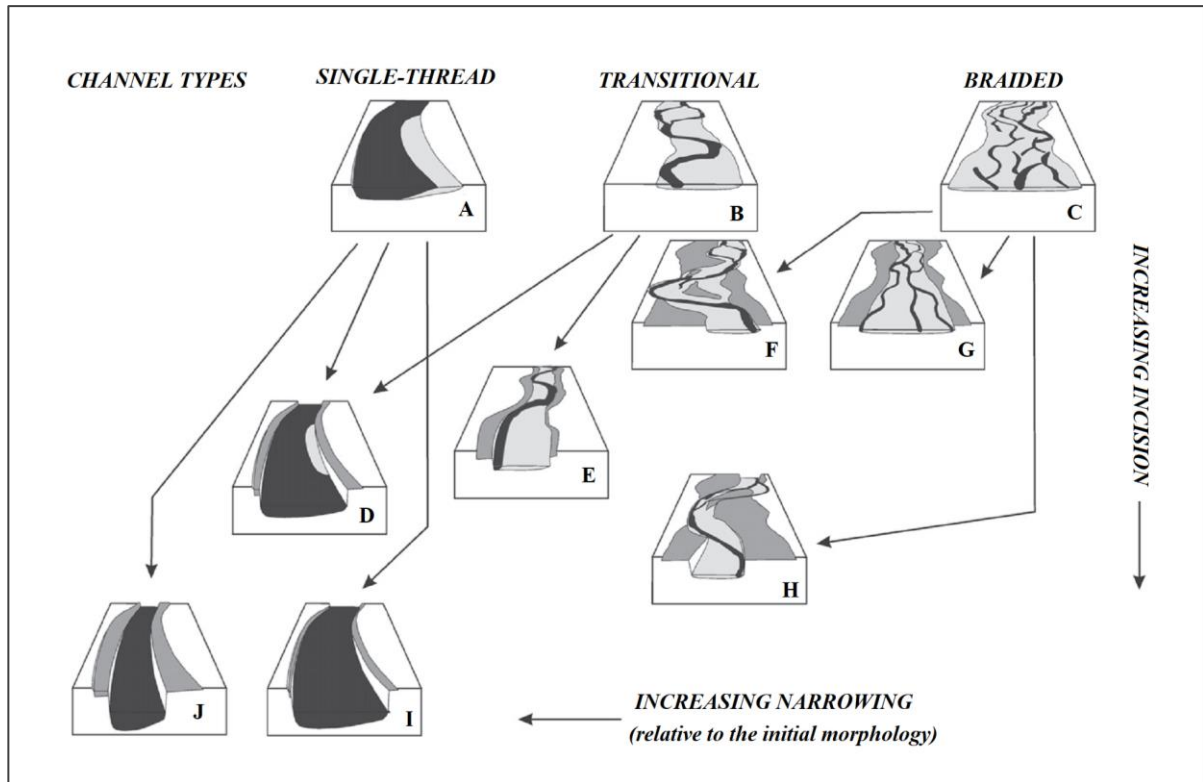 CHANNEL TYPES
SINGLE-THREAD
TRANSITIONAL
BRAIDED
A
B
C
F
G
INCREASING INCISION
D
E
H
J
I
INCREASING NARROWING
(relative to the initial morphology)